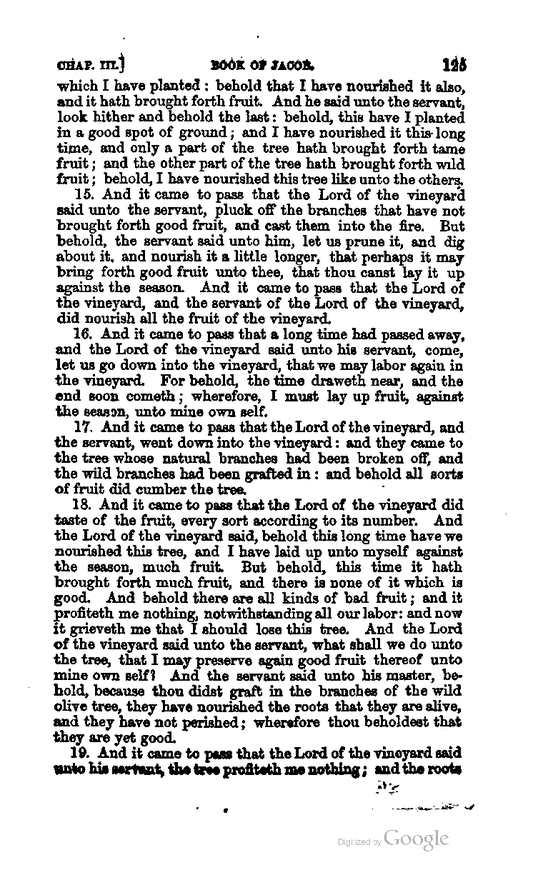 CHAP. III.] BOOK OF JACOB. 125
which I have planted : behold that I have nourished it also,
and it hath brought forth fruit. And he said unto the servant,
look hither and behold the last : behold, this have I planted
in a good spot of ground ; and I have nourished it this long
time, and only a part of the tree hath brought forth tame
fruit ; and the other part of the tree hath brought forth wild
fruit ; behold, I have nourished this tree like unto the others.
15. And it came to pass that the Lord of the vineyard
said unto the servant, pluck off the branches that have not
brought forth good fruit, and cast them into the fire. But
behold, the servant said unto him, let us prune it, and dig
about it, and nourish it a little longer, that perhaps it may
bring forth good fruit unto thee, that thou canst lay it up
against the season. And it came to pass that the Lord of
the vineyard, and the servant of the Lord of the vineyard,
did nourish all the fruit of the vineyard.
16. And it came to pass that a long time had passed away,
and the Lord of the vineyard said unto his servant, come,
let us go down into the vineyard, that we may labor again in
the vineyard. For behold, the time draweth near, and the
end soon cometh ; wherefore, I must lay up fruit, against
the season, unto mine own self.
17. And it came to pass that the Lord of the vineyard, and
the servant, went down into the vineyard : and they came to
the tree whose natural branches had been broken off, and
the wild branches had been grafted in : and behold all sorts
of fruit did cumber the tree.
18. And it came to pass that the Lord of the vineyard did
taste of the fruit, every sort according to its number. And
the Lord of the vineyard said, behold this long time have we
nourished this tree, and I have laid up unto myself against
the season, much fruit. But behold, this time it hath
brought forth much fruit, and there is none of it which is
good. And behold there are all kinds of bad fruit ; and it
profiteth me nothing, notwithstanding all our labor : and now
it grieveth me that I should lose this tree. And the Lord
of the vineyard said unto the servant, what shall we do unto
the tree, that I may preserve again good fruit thereof unto
mine own self? And the servant said unto his master, be-
hold, because thou didst graft in the branches of the wild
olive tree, they have nourished the roots that they are alive,
and they have not perished ; wherefore thou beholdest that
they are yet good.
19. And it came to pass that the Lord of the vineyard said
unto his servant, the tree profiteth me nothing ; and the roots
Digitized by Google